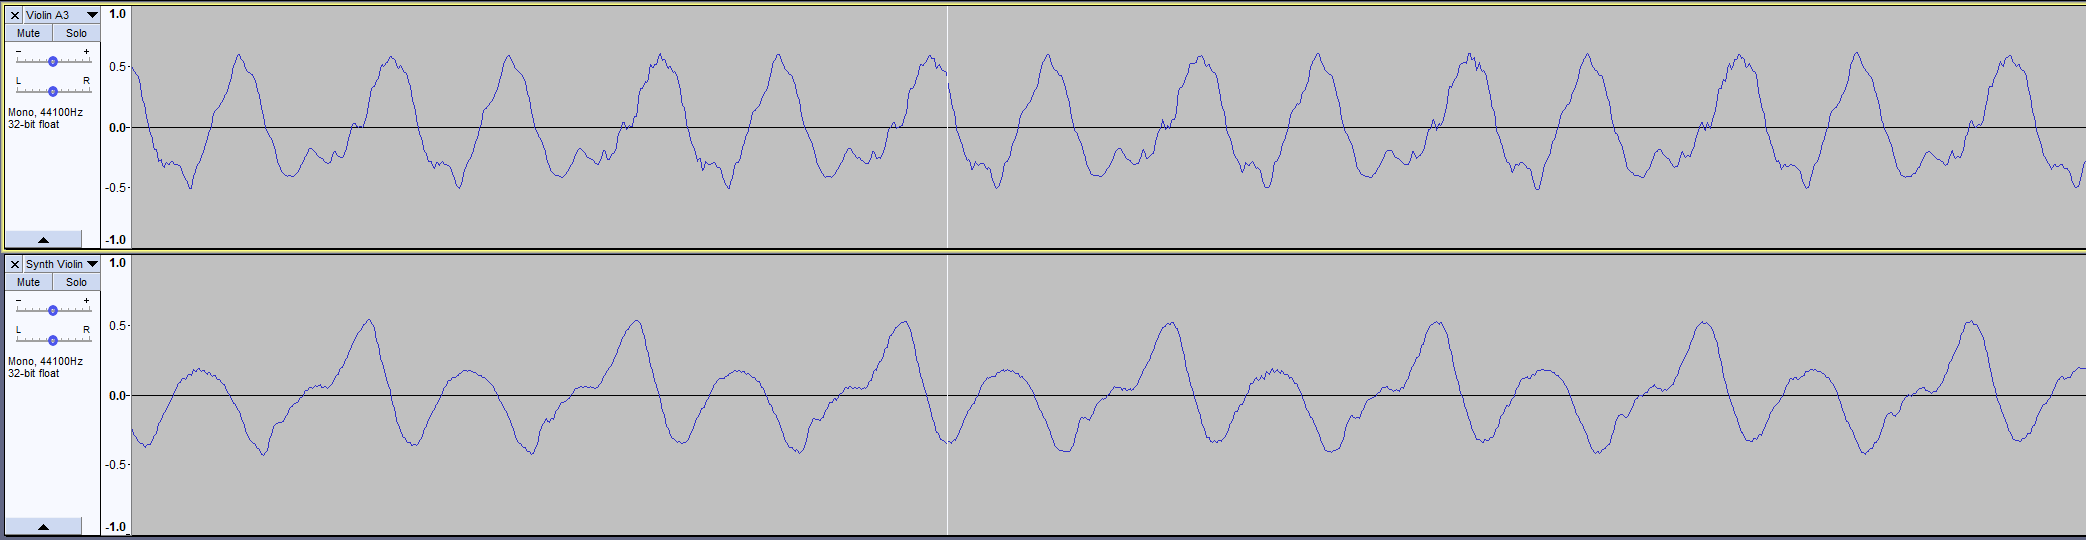 Violin A3
Mute Solo
- +
L R
Mono, 44100Hz
32-bit float
1.0
0.5
0.0
-0.5
-1.0
Synth Violin
Mute Solo
- +
L R
Mono, 44100Hz
32-bit float
1.0
0.5
0.0
-0.5
-1.0